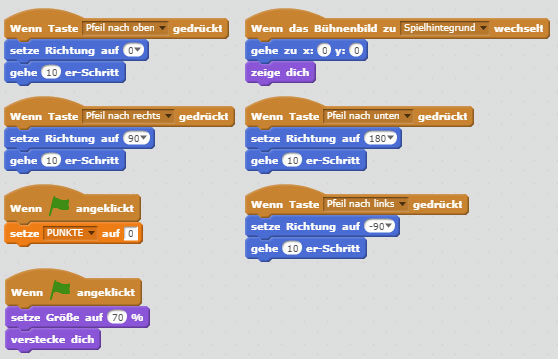 Wenn Taste Pfeil nach oben gedrückt
setze Richtung auf 0
gehe 10 er-Schritt
Wenn das Bühnenbild zu Spielhintegrund wechselt
gehe zu x: 0 y: 0
zeige dich
Wenn Taste Pfeil nach rechts gedrückt
setze Richtung auf 90
gehe 10 er-Schritt
Wenn Taste Pfeil nach unten gedrückt
setze Richtung auf 180
gehe 10 er-Schritt
Wenn angeklickt
setze PUNKTE auf 0
Wenn Taste Pfeil nach links gedrückt
setze Richtung auf -90
gehe 10 er-Schritt
Wenn angeklickt
setze Größe auf 70 %
verstecke dich